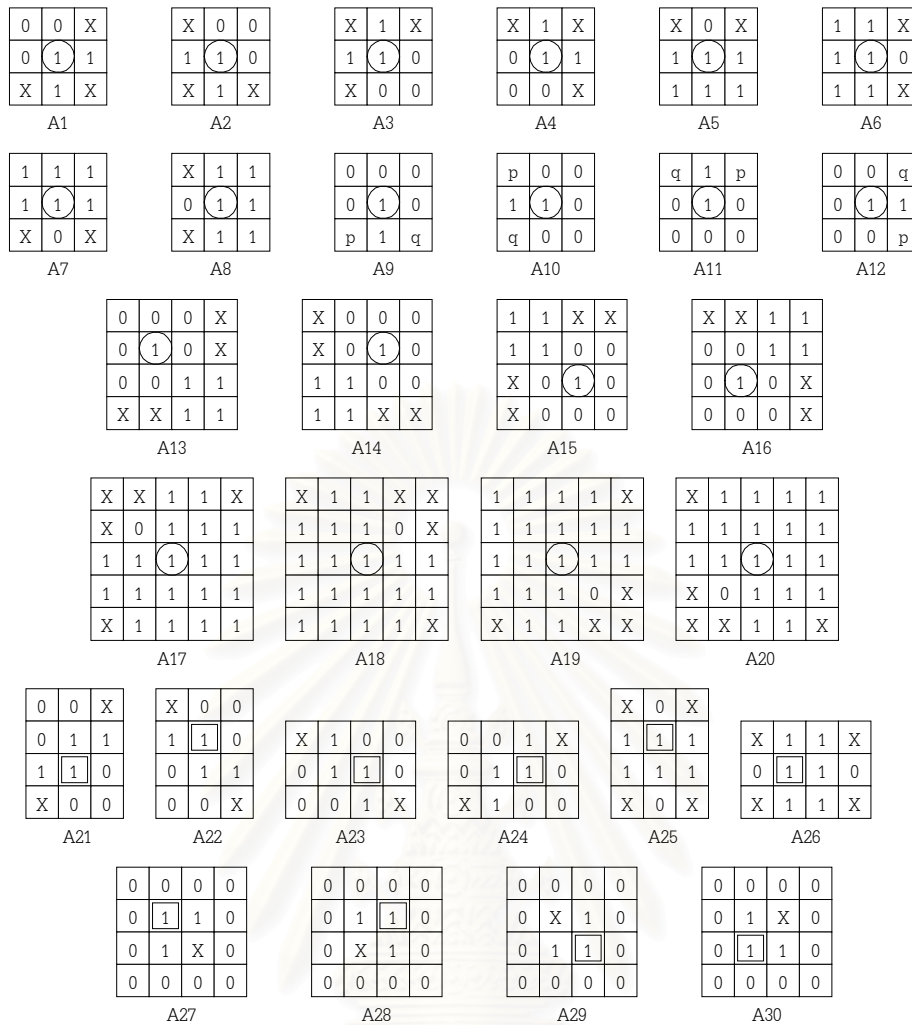 0 0 X X 0 0 X 1 X X 1 X X 0 X 1 1 X
0 1 1 1 1 0 1 1 0 0 1 1 1 1 1 1 1 0
X 1 X X 1 X X 0 0 0 0 X 1 1 1 1 1 X
A1 A2 A3 A4 A5 A6
1 1 1 X 1 1 0 0 0 p 0 0 q 1 p 0 0 q
1 1 1 0 1 1 0 1 0 1 1 0 0 1 0 0 1 1
X 0 X X 1 1 p 1 q q 0 0 0 0 0 0 0 p
A7 A8 A9 A10 A11 A12
0 0 0 X X 0 0 0 1 1 X X X X 1 1
0 1 0 X X 0 1 0 1 1 0 0 0 0 1 1
0 0 1 1 1 1 0 0 X 0 1 0 0 1 0 X
X X 1 1 1 1 X X X 0 0 0 0 0 0 X
A13 A14 A15 A16
X X 1 1 X X 1 1 X X 1 1 1 1 X X 1 1 1 1
X 0 1 1 1 1 1 1 0 X 1 1 1 1 1 1 1 1 1 1
1 1 1 1 1 1 1 1 1 1 1 1 1 1 1 1 1 1 1 1
1 1 1 1 1 1 1 1 1 1 1 1 1 0 X X 0 1 1 1
X 1 1 1 1 1 1 1 1 X X 1 1 X X X X 1 1 X
A17 A18 A19 A20
0 0 X X 0 0 X 0 X
0 1 1 1 1 0 X 1 0 0 0 0 1 X 1 1 1 X 1 1 X
1 1 0 0 1 1 0 1 1 0 0 1 1 0 1 1 1 0 1 1 0
X 0 0 0 0 X 0 0 1 X X 1 0 0 X 0 X X 1 1 X
A21 A22 A23 A24 A25 A26
0 0 0 0 0 0 0 0 0 0 0 0 0 0 0 0
0 1 1 0 0 1 1 0 0 X 1 0 0 1 X 0
0 1 X 0 0 X 1 0 0 1 1 0 0 1 1 0
0 0 0 0 0 0 0 0 0 0 0 0 0 0 0 0
A27 A28 A29 A30